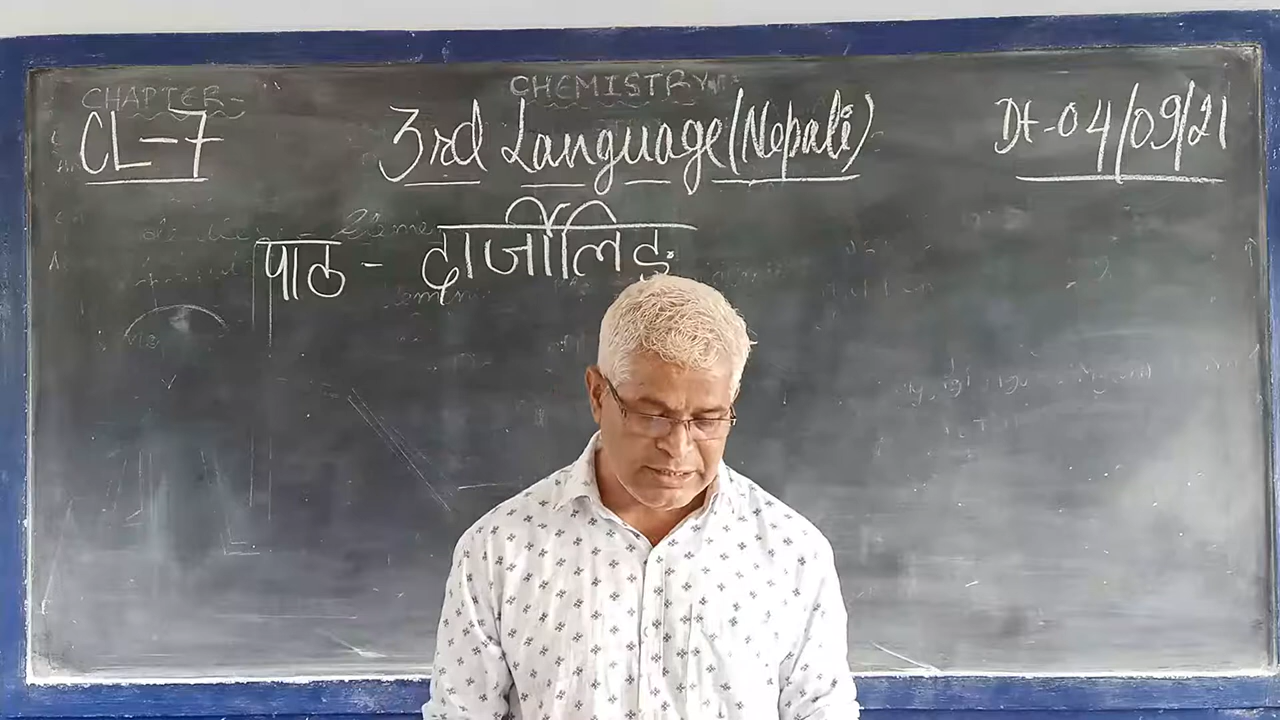 CHEMISTRY
CHAPTER-
CL-7 3rd Language (Nepali) Dt-04/09/21
पाठ - दार्जीलिङ